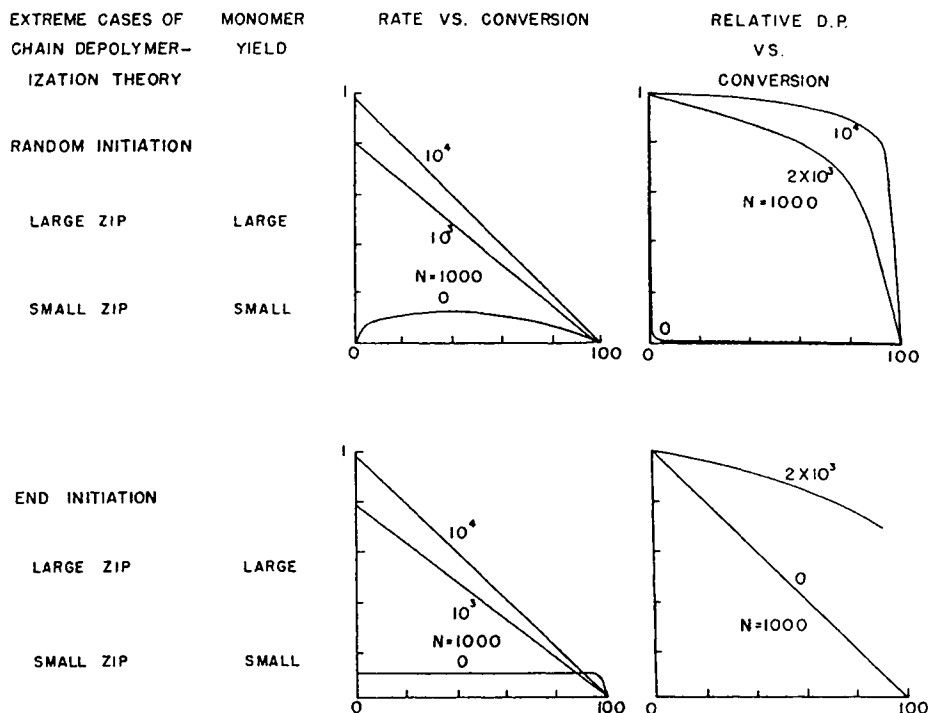 EXTREME CASES OF
CHAIN DEPOLYMER-
IZATION THEORY
MONOMER
YIELD
RATE VS. CONVERSION
RELATIVE D.P.
VS.
CONVERSION
RANDOM INITIATION
LARGE ZIP
LARGE
SMALL ZIP
SMALL
1
10⁴
10³
N=1000
0
0
100
1
10⁴
2X10³
N=1000
0
0
100
END INITIATION
LARGE ZIP
LARGE
SMALL ZIP
SMALL
1
10⁴
10³
N=1000
0
0
100
2X10³
0
N=1000
0
100